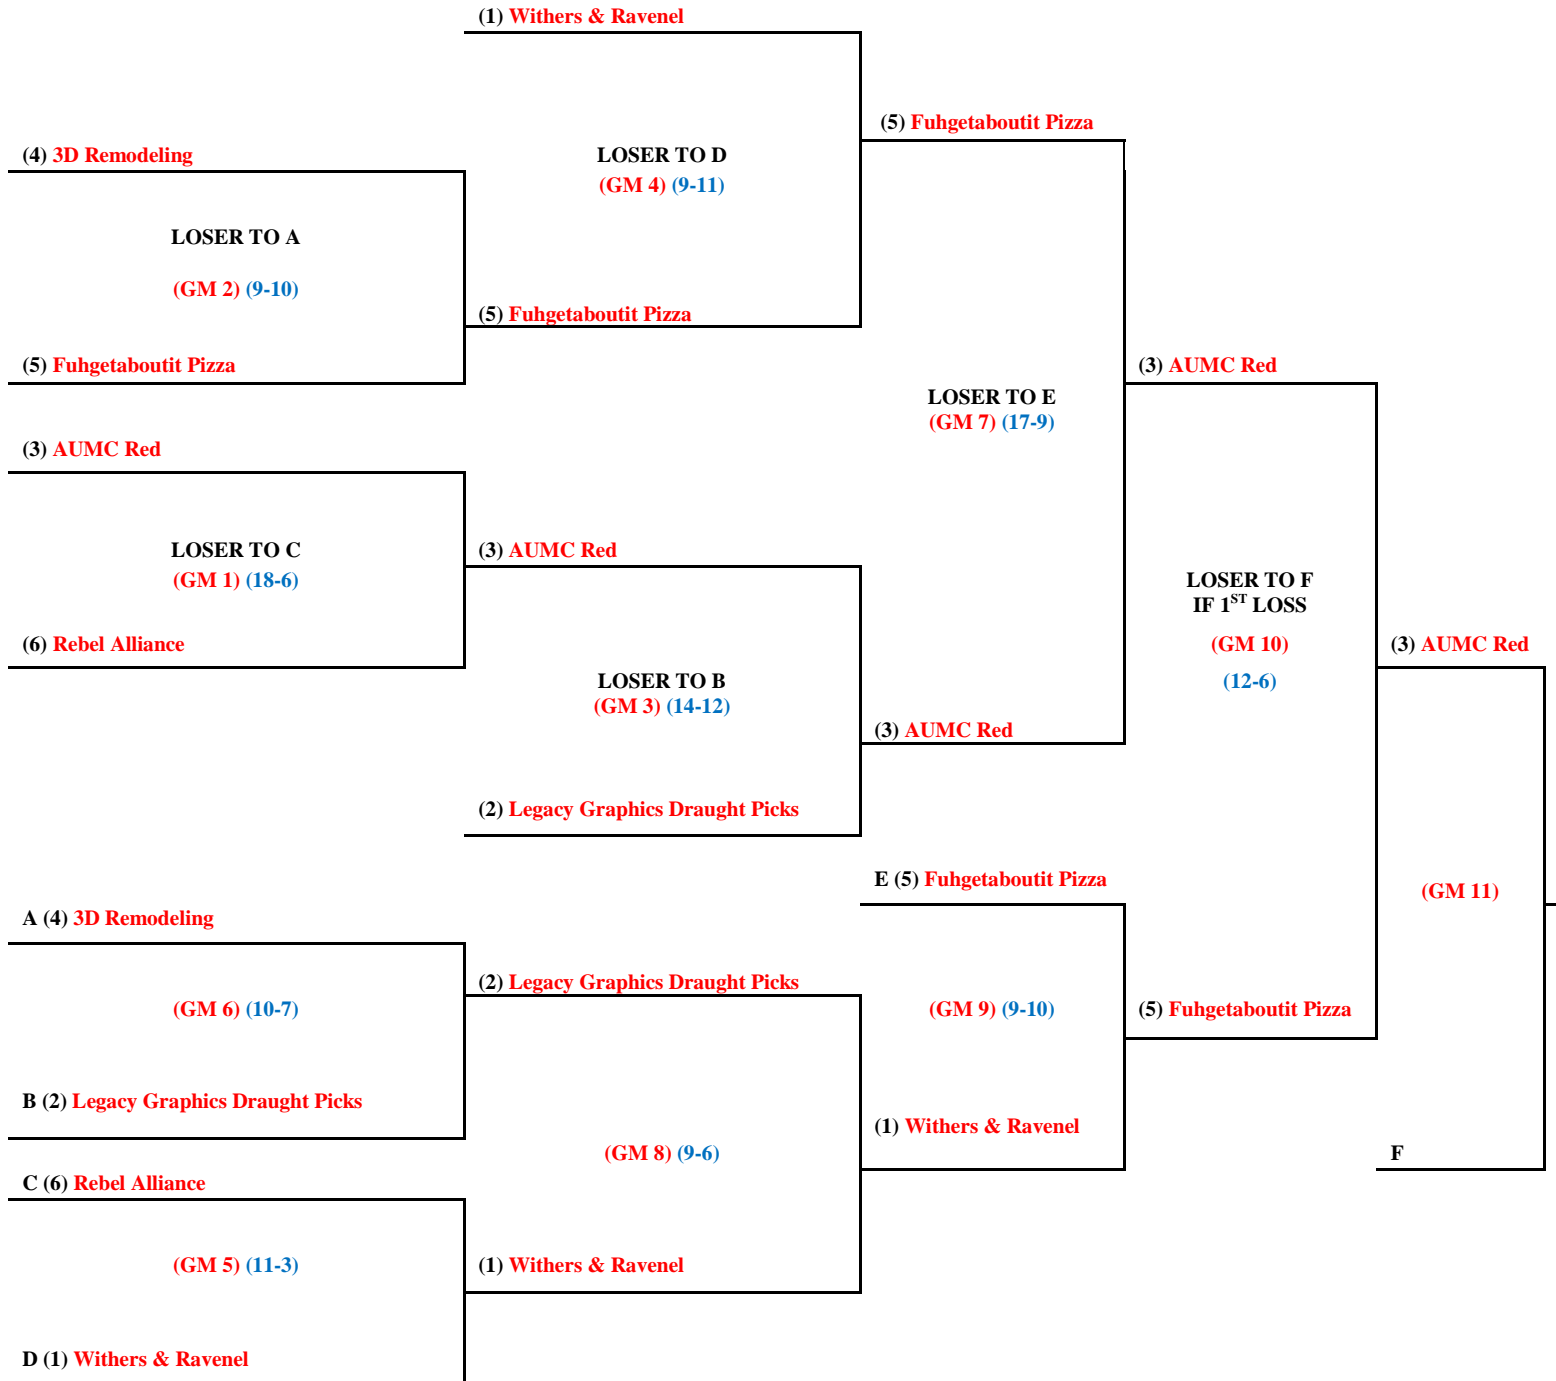 (1) Withers & Ravenel
(5) Fuhgetaboutit Pizza
(4) 3D Remodeling
LOSER TO D
(GM 4) (9-11)
LOSER TO A
(GM 2) (9-10)
(5) Fuhgetaboutit Pizza
(5) Fuhgetaboutit Pizza
(3) AUMC Red
LOSER TO E
(GM 7) (17-9)
(3) AUMC Red
LOSER TO C
(GM 1) (18-6)
(3) AUMC Red
LOSER TO F
IF 1ST LOSS
(GM 10)
(12-6)
(6) Rebel Alliance
(3) AUMC Red
LOSER TO B
(GM 3) (14-12)
(3) AUMC Red
(2) Legacy Graphics Draught Picks
E (5) Fuhgetaboutit Pizza
(GM 11)
A (4) 3D Remodeling
(2) Legacy Graphics Draught Picks
(GM 6) (10-7)
(GM 9) (9-10)
(5) Fuhgetaboutit Pizza
B (2) Legacy Graphics Draught Picks
(1) Withers & Ravenel
(GM 8) (9-6)
F
C (6) Rebel Alliance
(GM 5) (11-3)
(1) Withers & Ravenel
D (1) Withers & Ravenel